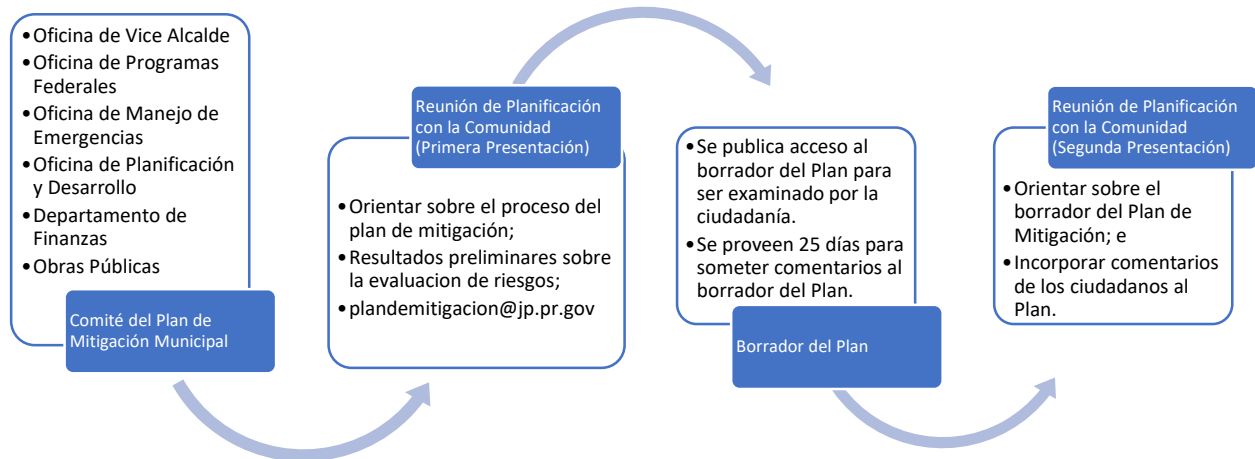 •Oficina de Vice Alcalde
•Oficina de Programas
Federales
•Oficina de Manejo de
Emergencias
•Oficina de Planificación
y Desarrollo
•Departamento de
Finanzas
•Obras Públicas
Comité del Plan de
Mitigación Municipal
Reunión de Planificación
con la Comunidad
(Primera Presentación)
•Orientar sobre el proceso del
plan de mitigación;
•Resultados preliminares sobre
la evaluacion de riesgos;
•plandemitigacion@jp.pr.gov
•Se publica acceso al
borrador del Plan para
ser examinado por la
ciudadanía.
•Se proveen 25 días para
someter comentarios al
borrador del Plan.
Borrador del Plan
Reunión de Planificación
con la Comunidad
(Segunda Presentación)
•Orientar sobre el
borrador del Plan de
Mitigación; e
•Incorporar comentarios
de los ciudadanos al
Plan.